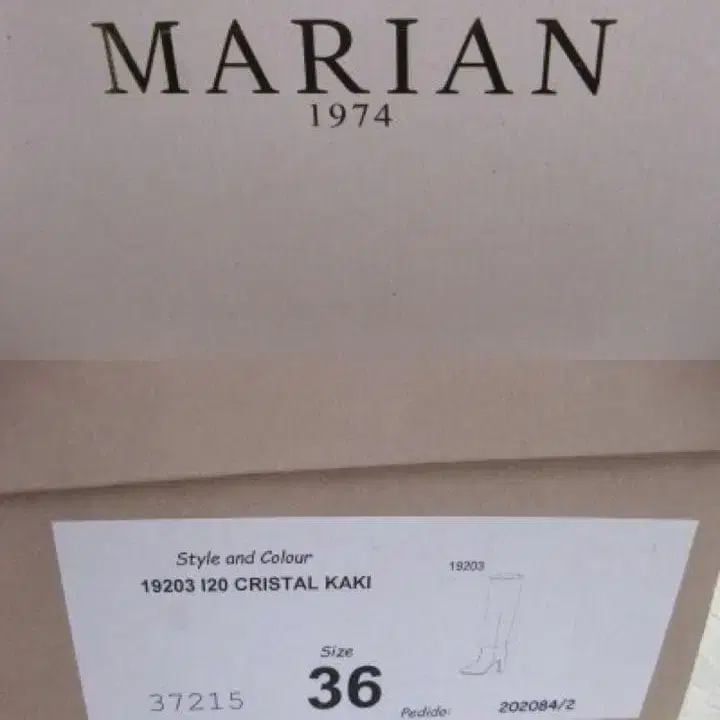 MARIAN
1974
Style and Colour
19203 I20 CRISTAL KAKI
19203
Size
36
37215
Pedido: 202084/2